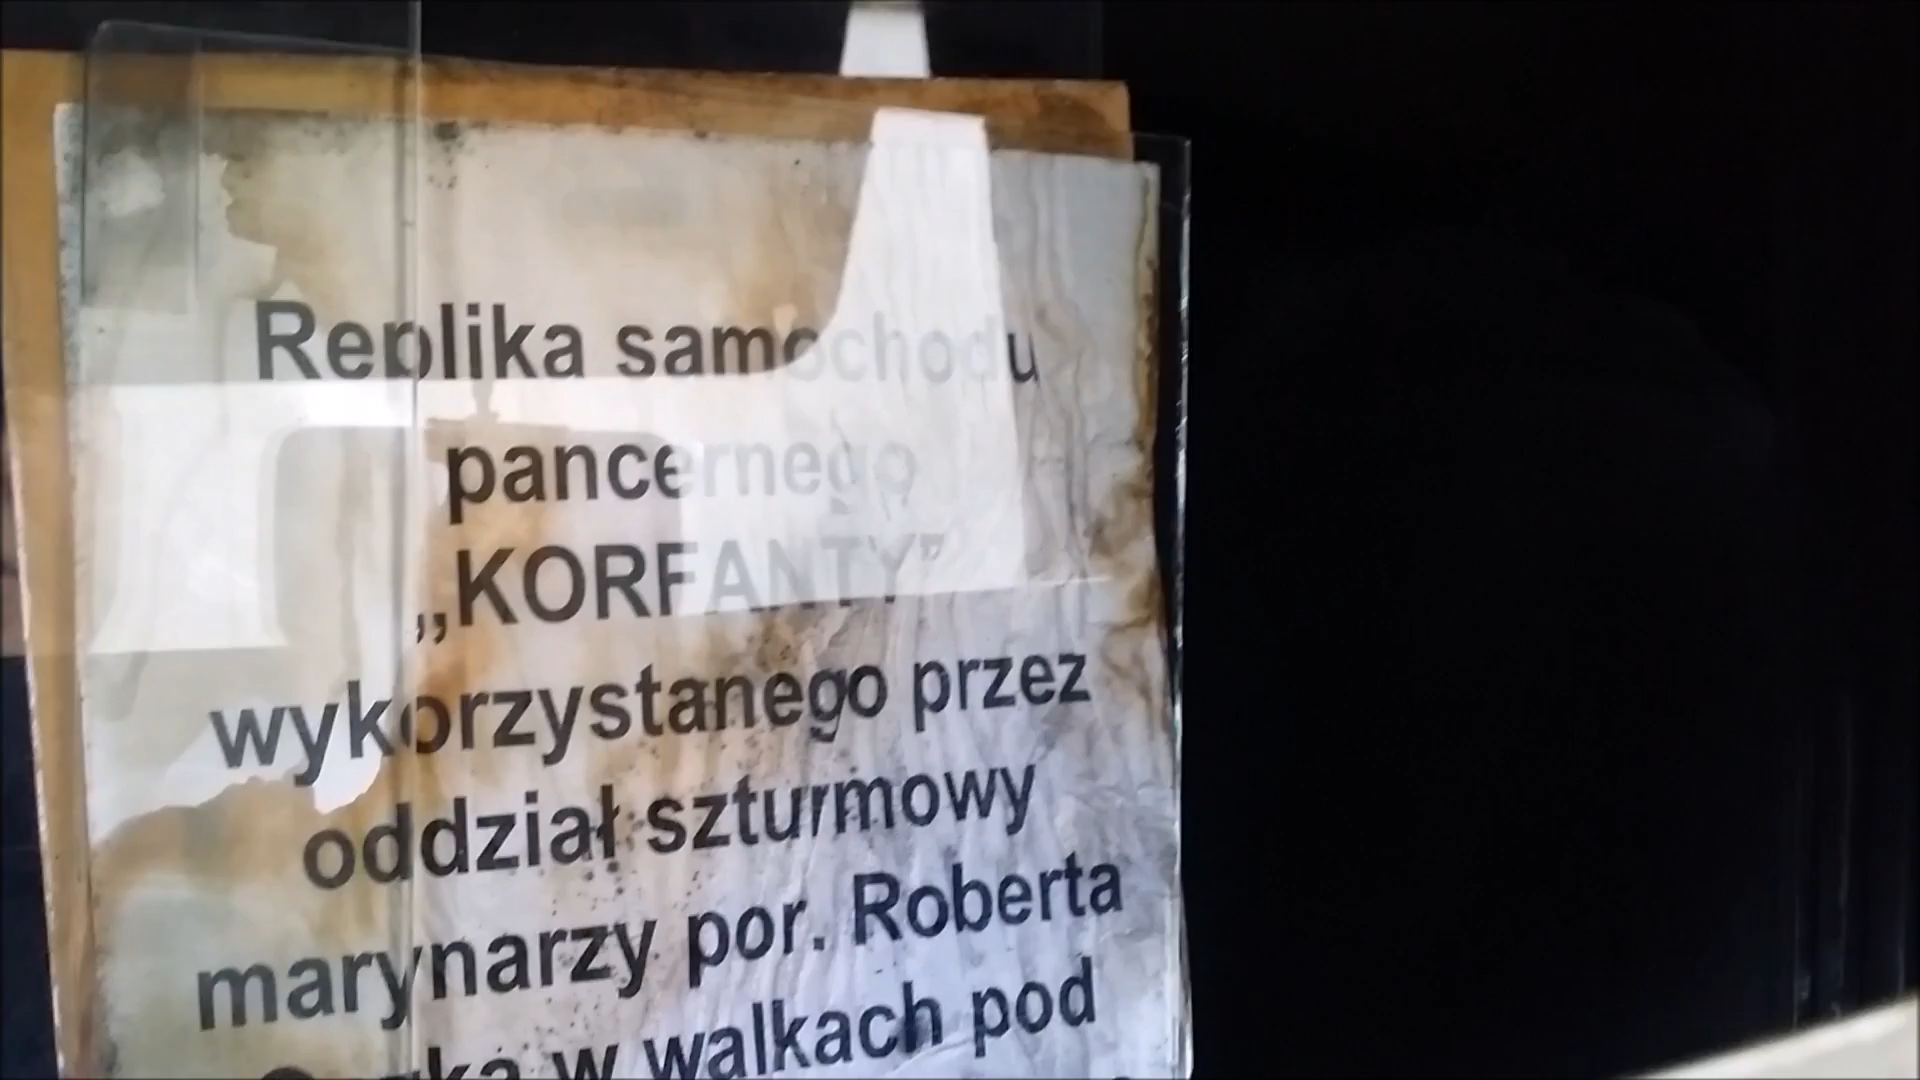 Replika samochodu
pancernego
„KORFANTY”
wykorzystanego przez
oddział szturmowy
marynarzy por. Roberta
w walkach pod